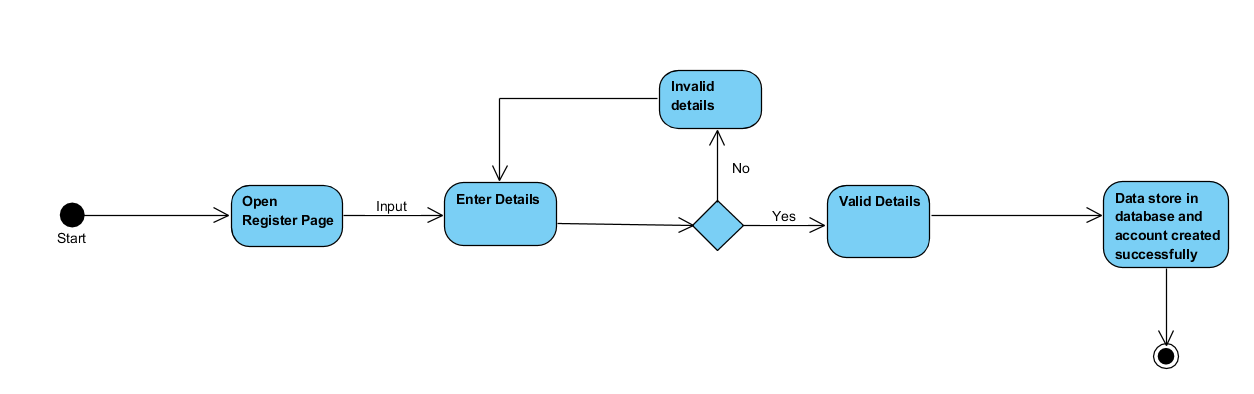 Start
Open
Register Page
Input
Enter Details
Invalid
details
No
Yes
Valid Details
Data store in
database and
account created
successfully